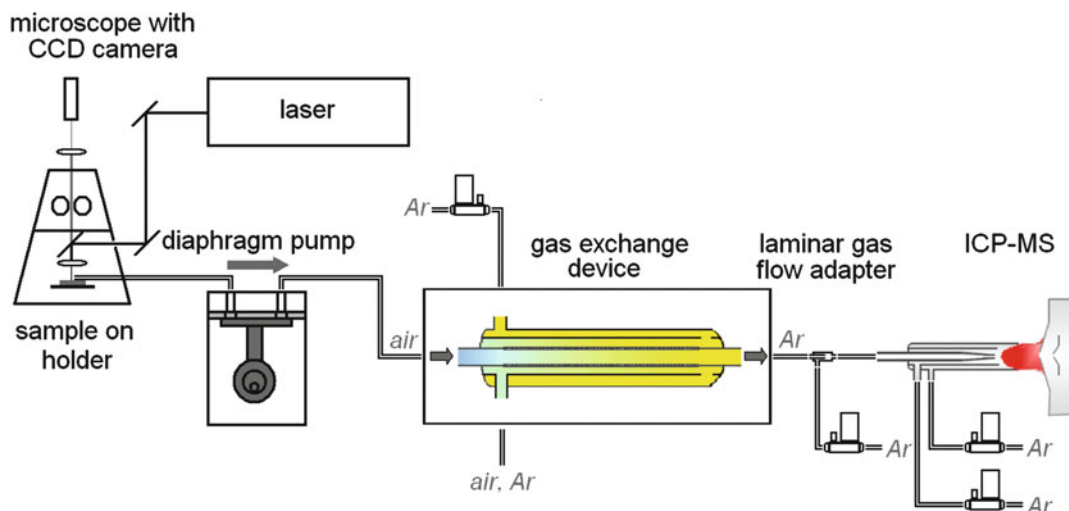 microscope with
CCD camera
laser
Ar
diaphragm pump
gas exchange
device
laminar gas
flow adapter
ICP-MS
sample on
holder
air
Ar
air, Ar
Ar
Ar
Ar